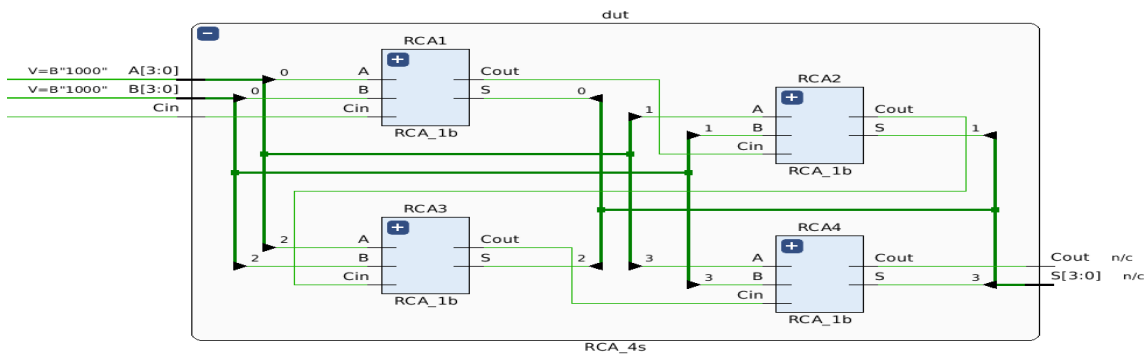 dut
RCA1
V=B"1000" A[3:0] 0 A Cout
V=B"1000" B[3:0] 0 B S 0
Cin
RCA_1b
RCA2
1 A Cout
1 B S 1
Cin
RCA_1b
RCA3
2 A Cout
2 B S 2
Cin
RCA_1b
RCA4
3 A Cout Cout n/c
3 B S 3 S[3:0] n/c
Cin
RCA_1b
RCA_4s